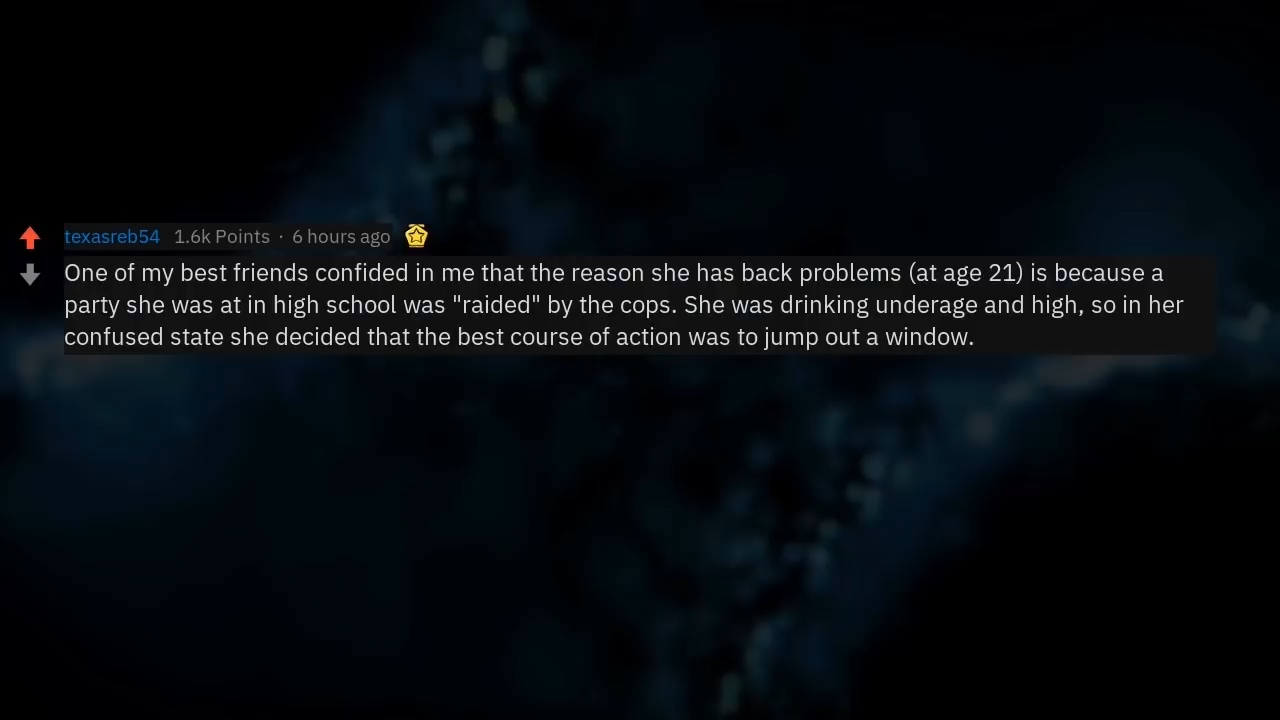 texasreb54 1.6k Points · 6 hours ago
One of my best friends confided in me that the reason she has back problems (at age 21) is because a
party she was at in high school was "raided" by the cops. She was drinking underage and high, so in her
confused state she decided that the best course of action was to jump out a window.